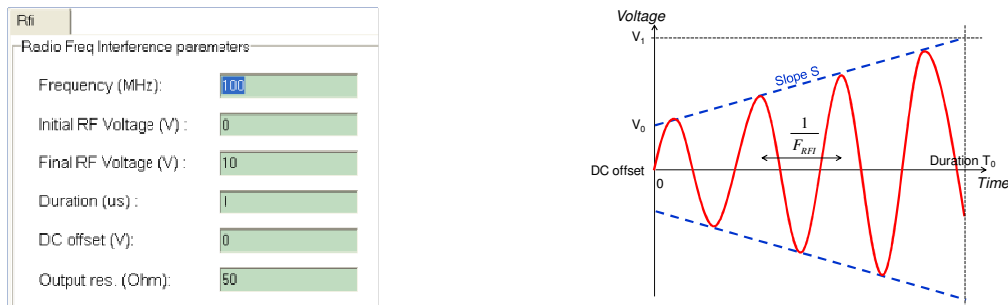 Rfi
Radio Freq Interference parameters
Frequency (MHz): 100
Initial RF Voltage (V) : 0
Final RF Voltage (V) : 10
Duration (us) : 1
DC offset (V): 0
Output res. (Ohm): 50
Voltage
V1
Slope S
V0
1
FRFI
Duration T0
DC offset
0
Time